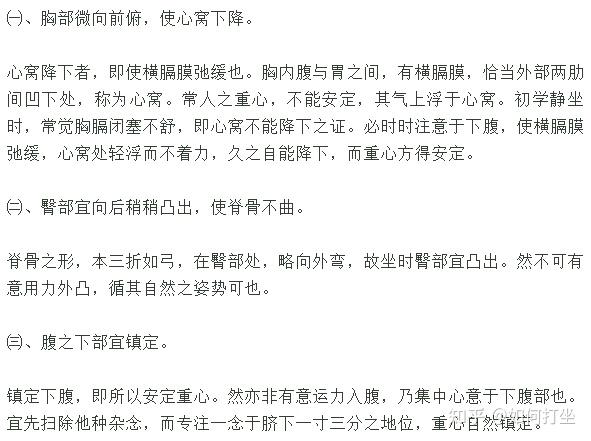 ㈠、胸部微向前俯，使心窝下降。
心窝降下者，即使横膈膜弛缓也。胸内腹与胃之间，有横膈膜，恰当外部两肋
间凹下处，称为心窝。常人之重心，不能安定，其气上浮于心窝。初学静坐
时，常觉胸膈闭塞不舒，即心窝不能降下之证。必时时注意于下腹，使横膈膜
弛缓，心窝处轻浮而不着力，久之自能降下，而重心方得安定。
㈡、臀部宜向后稍稍凸出，使脊骨不曲。
脊骨之形，本三折如弓，在臀部处，略向外弯，故坐时臀部宜凸出。然不可有
意用力外凸，循其自然之姿势可也。
㈢、腹之下部宜镇定。
镇定下腹，即所以安定重心。然亦非有意运力入腹，乃集中心意于下腹部也。
宜先扫除他种杂念，而专注一念于脐下一寸三分之地位，重心自然镇定。
知乎 @如何打坐